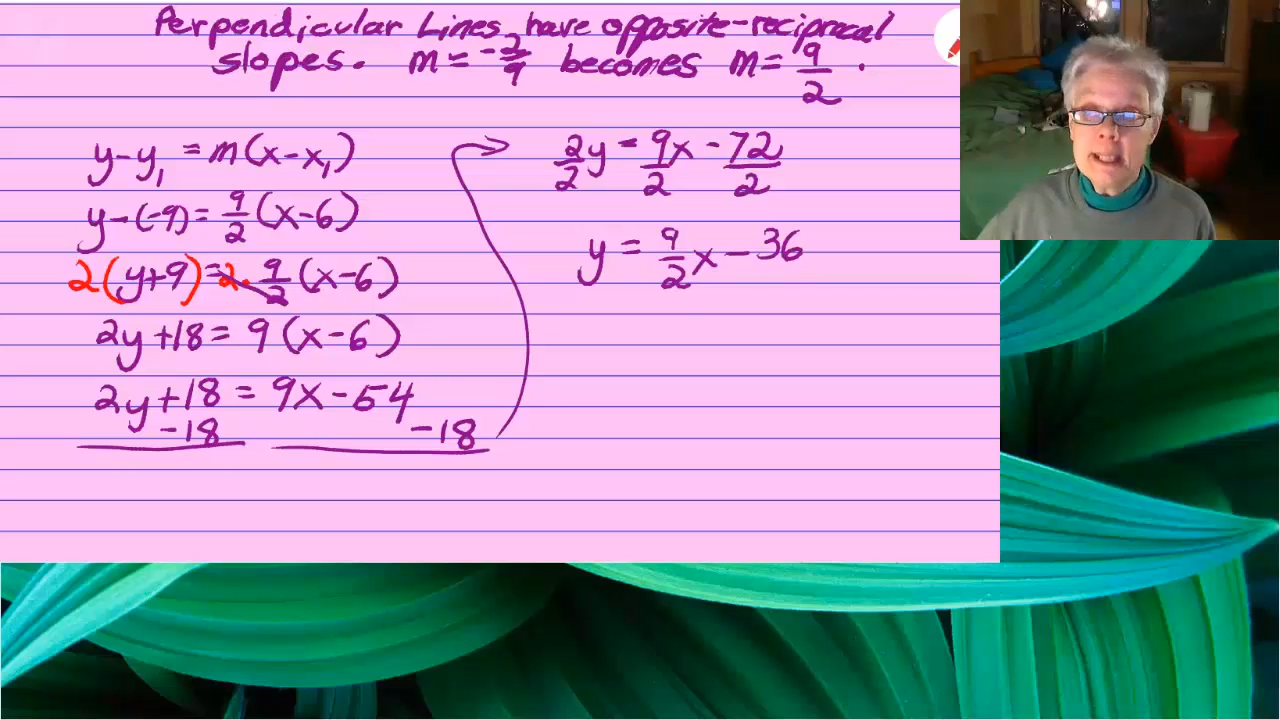 Perpendicular Lines have opposite-reciprocal
slopes. m = -2/9 becomes m = 9/2.
y - y₁ = m(x - x₁)
y - (-9) = 9/2 (x - 6)
2(y + 9) = 2 · 9/2 (x - 6)
2y + 18 = 9 (x - 6)
2y + 18 = 9x - 54
-18 -18
2y/2 = 9x/2 - 72/2
y = 9/2 x - 36